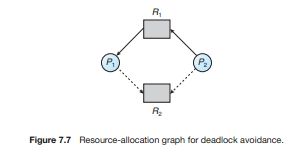 R₁
P₁ P₂
R₂
Figure 7.7 Resource-allocation graph for deadlock avoidance.